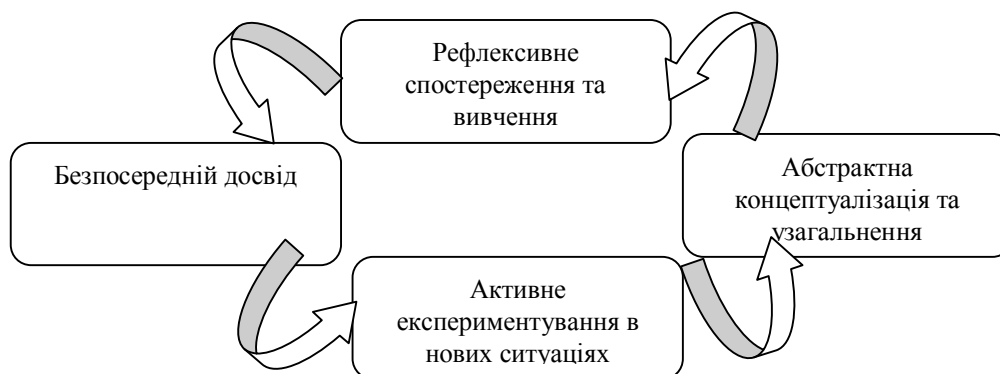 Рефлексивне
спостереження та
вивчення
Безпосередній досвід
Абстрактна
концептуалізація та
узагальнення
Активне
експериментування в
нових ситуаціях